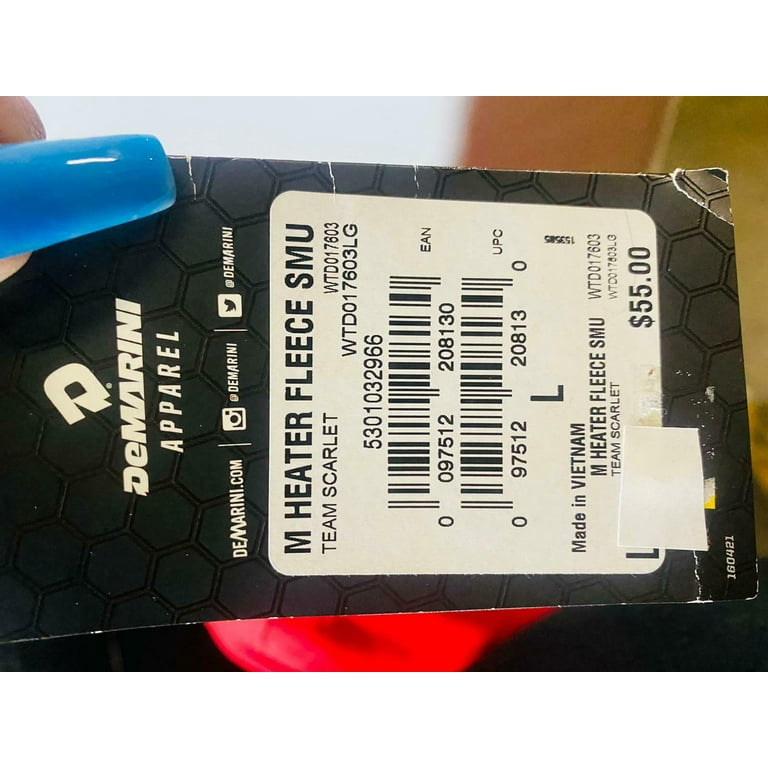 DeMARINI
APPAREL
DEMARINI.COM
@DEMARINI
@DEMARINI
M HEATER FLEECE SMU
TEAM SCARLET
WTD017603
WTD017603LG
5301032966
EAN
0 097512 208130
UPC
0 97512 20813 0
L
153585
Made in VIETNAM
M HEATER FLEECE SMU
WTD017603
TEAM SCARLET
WTD017603LG
$55.00
160421